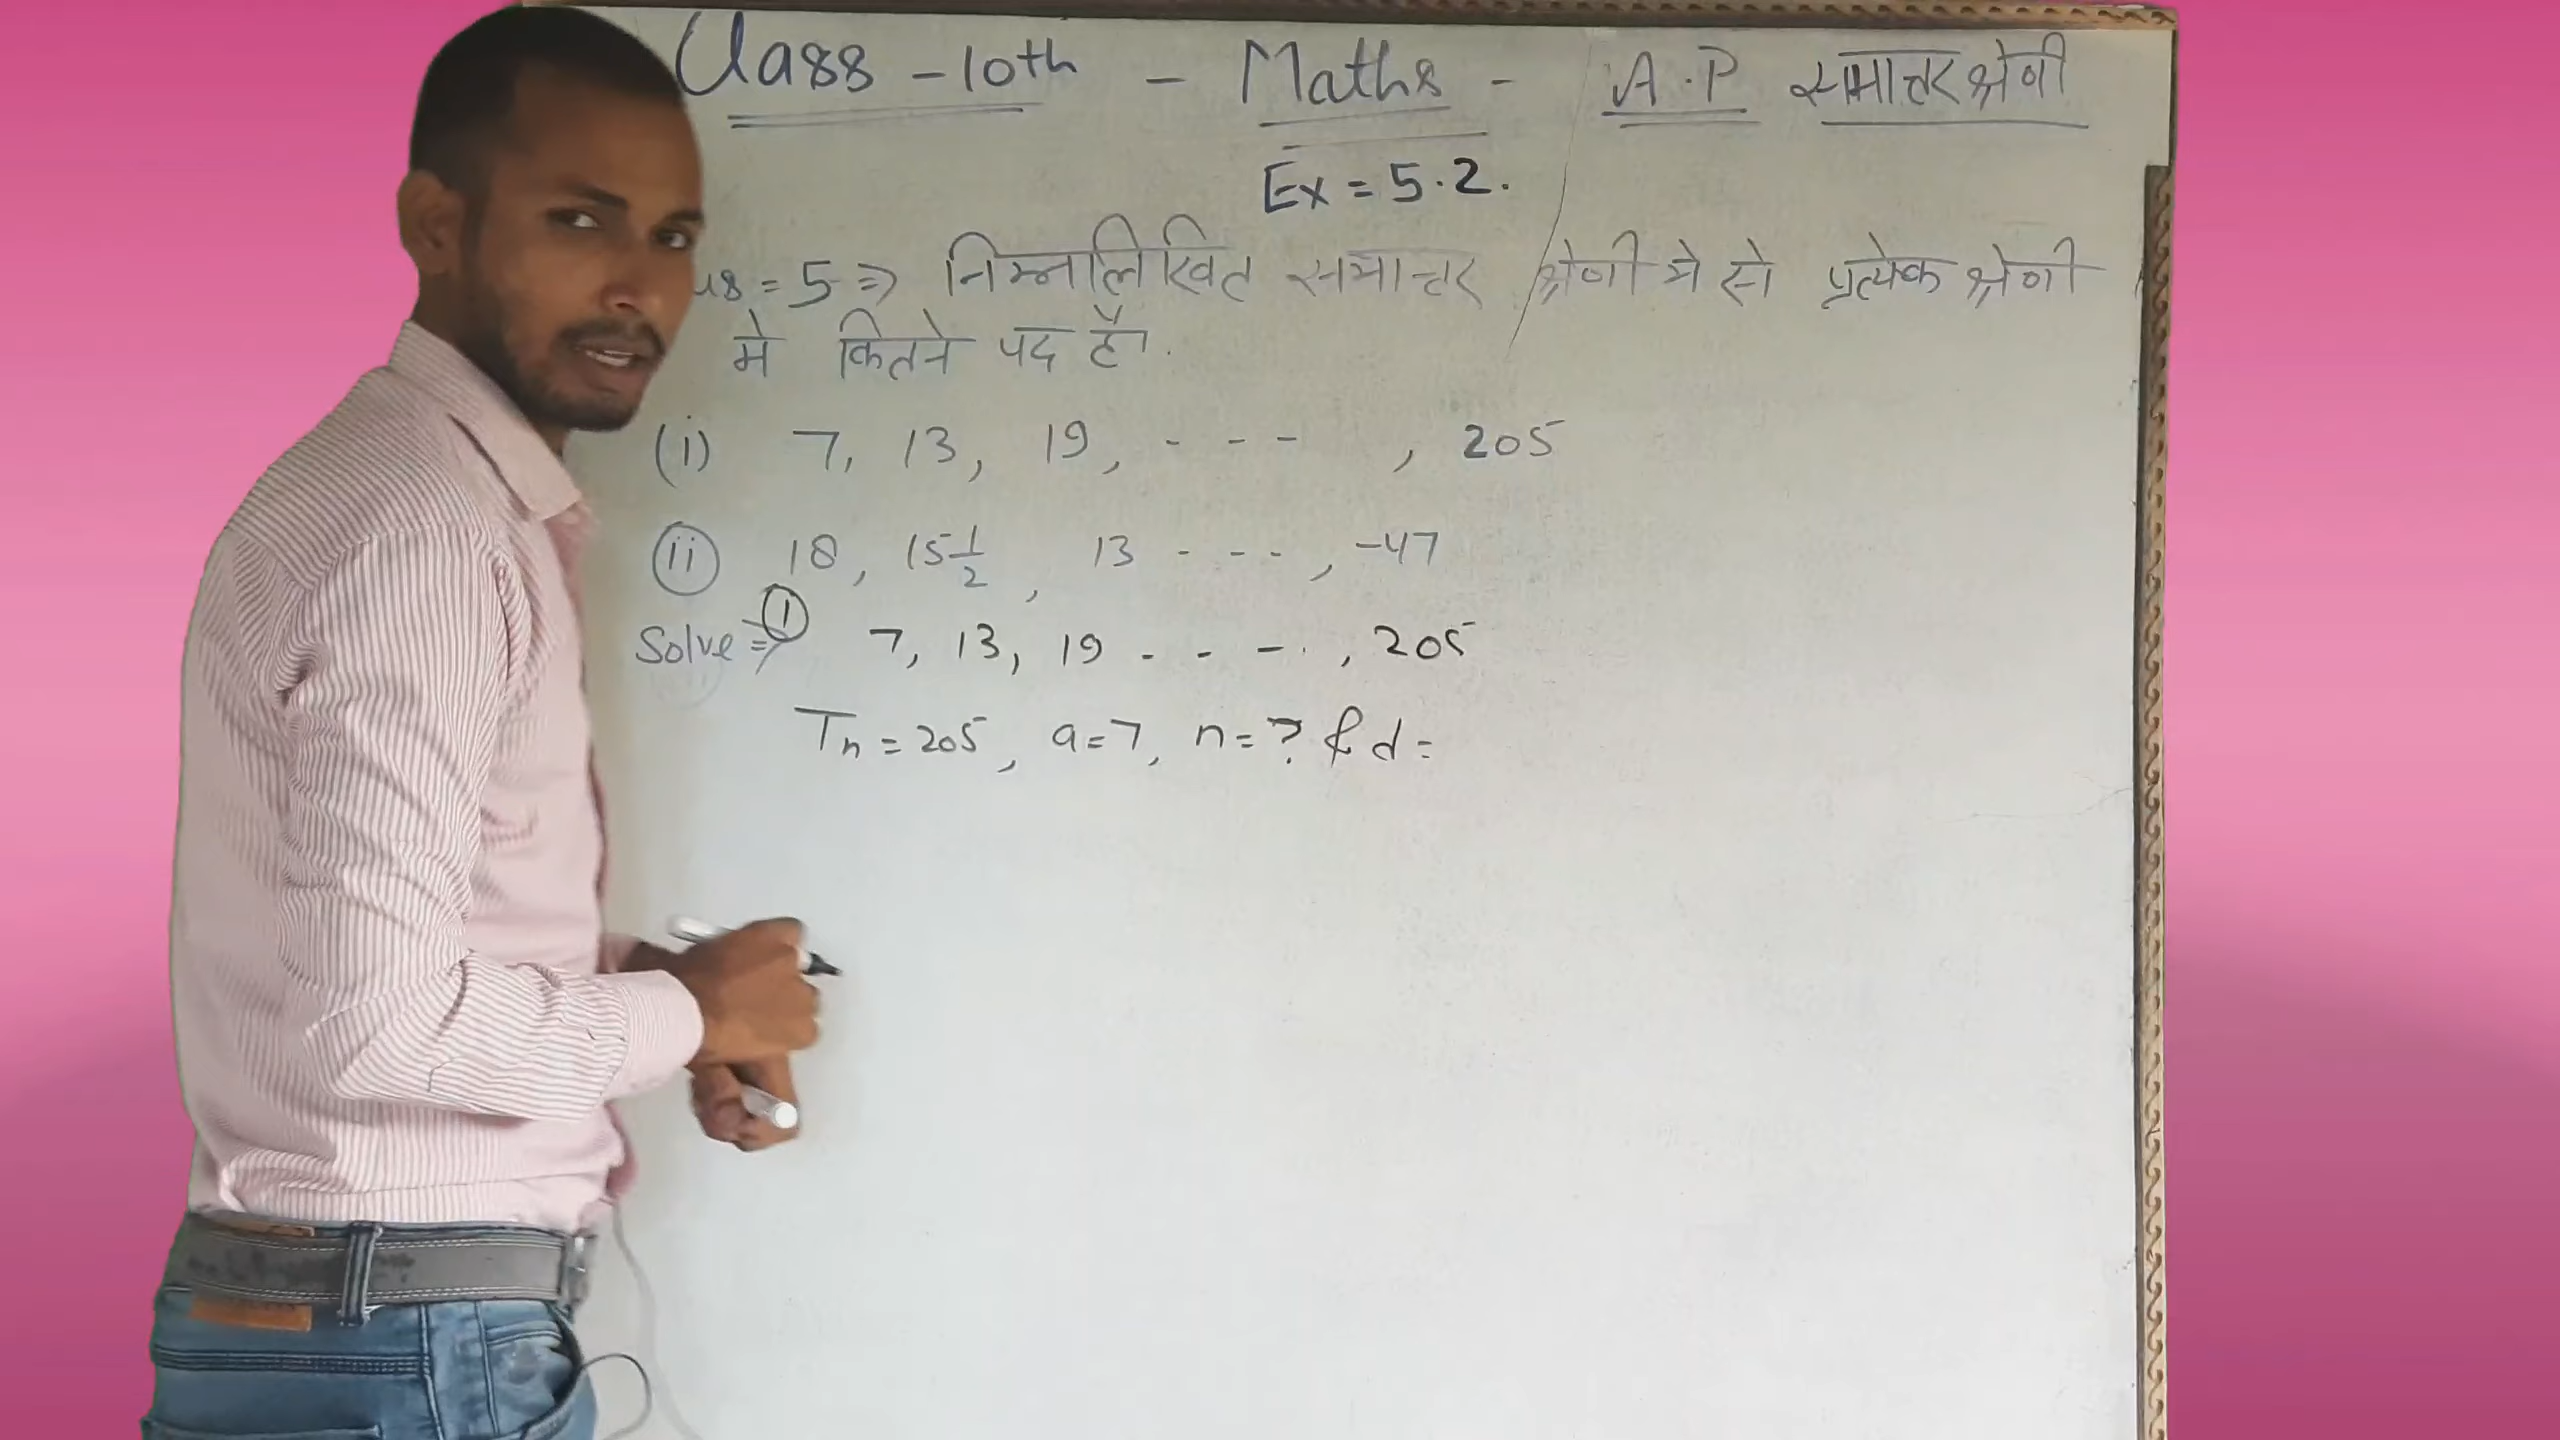 Class - 10th - Maths - A.P समान्तर श्रेणी
Ex = 5.2.
= 5 ⇒ निम्नलिखित समान्तर श्रेणी मे से प्रत्येक श्रेणी
मे कितने पद है।
(i) 7, 13, 19, - - - , 205
(ii) 18, 15 1/2, 13 - - - , -47
Solve ⇒ (1) 7, 13, 19 - - - . , 205
Tn = 205, a=7, n=? & d=